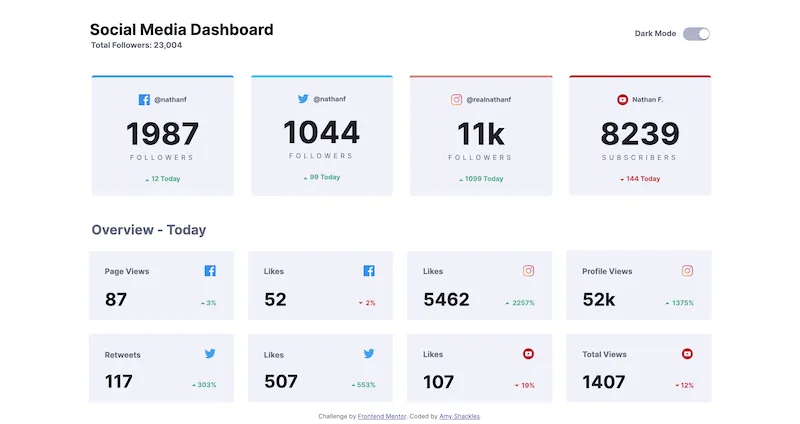 Social Media Dashboard
Total Followers: 23,004
Dark Mode
@nathanf
1987
FOLLOWERS
12 Today
@nathanf
1044
FOLLOWERS
99 Today
@realnathanf
11k
FOLLOWERS
1099 Today
Nathan F.
8239
SUBSCRIBERS
144 Today
Overview - Today
Page Views
87
3%
Likes
52
2%
Likes
5462
2257%
Profile Views
52k
1375%
Retweets
117
303%
Likes
507
553%
Likes
107
19%
Total Views
1407
12%
Challenge by Frontend Mentor. Coded by Amy Shackles.